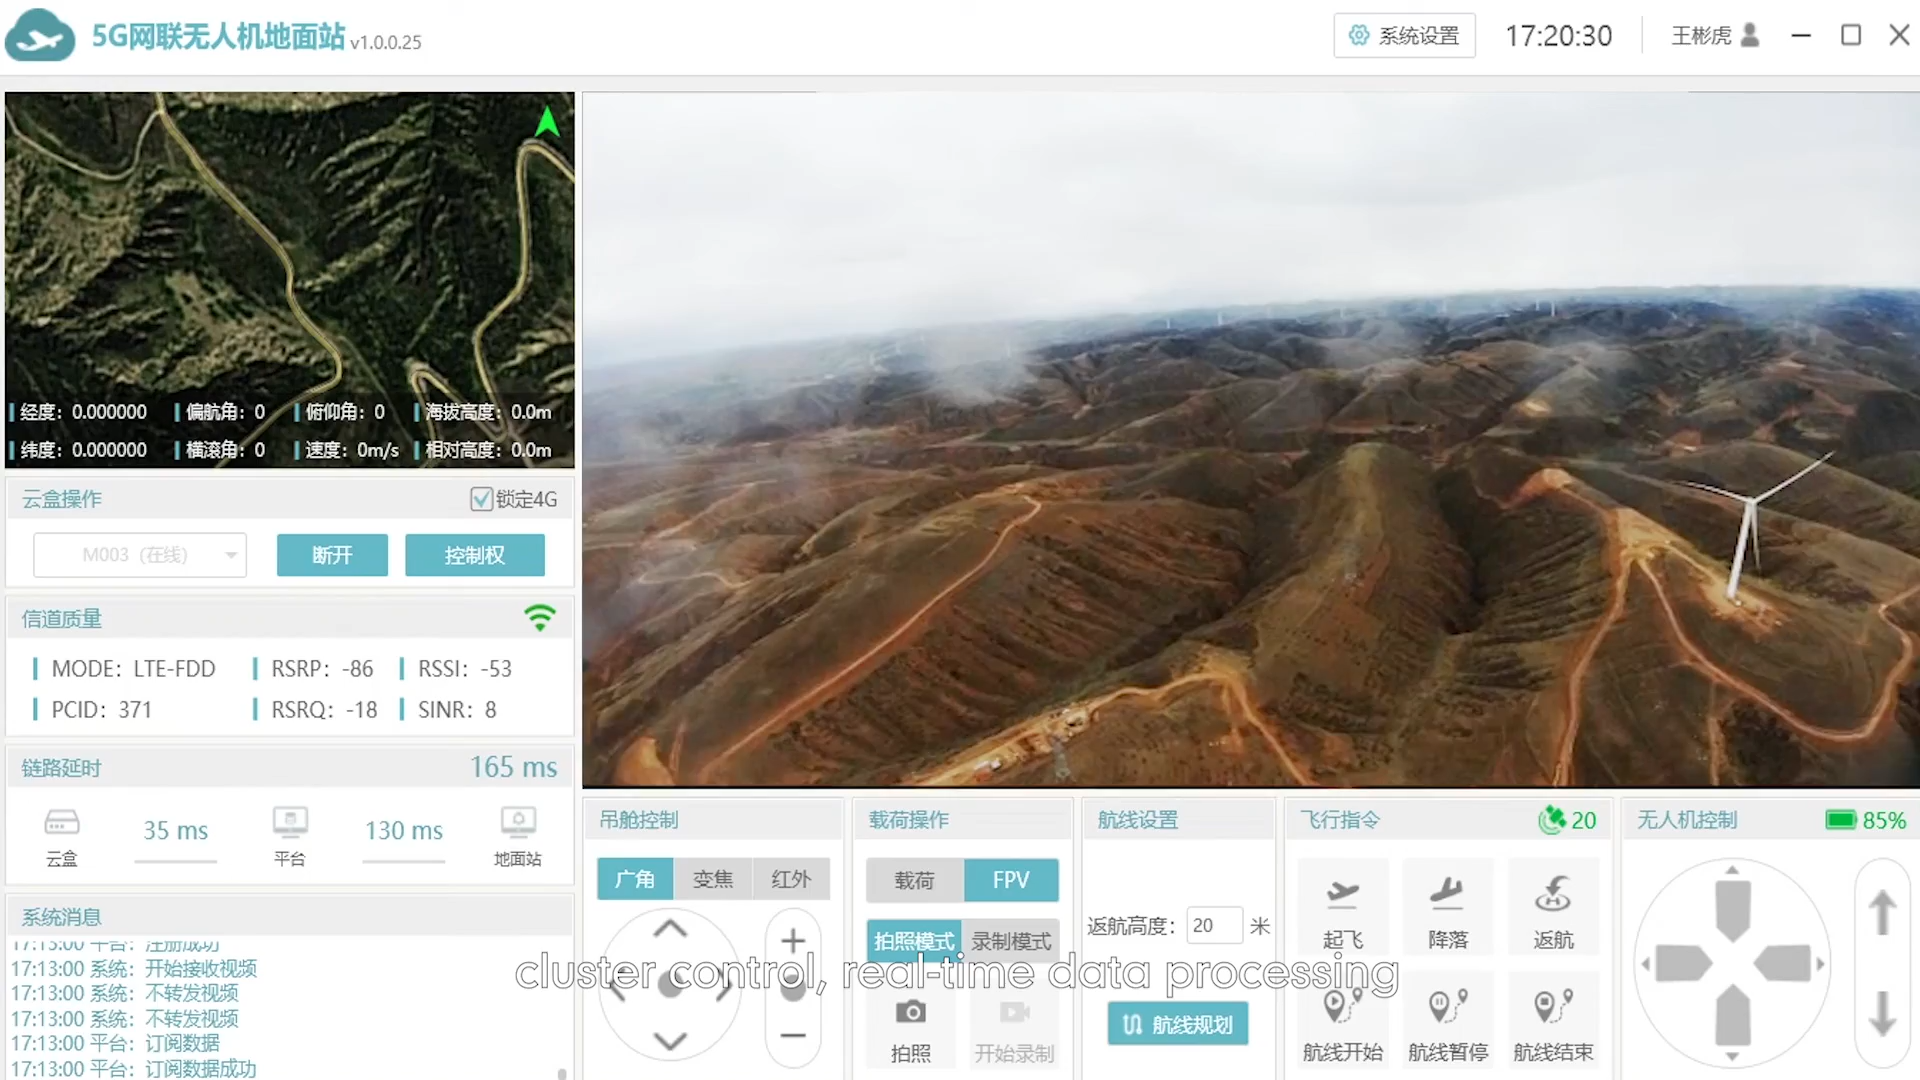 5G网联无人机地面站 v1.0.0.25
系统设置 17:20:30 王彬虎
经度：0.000000 偏航角：0 俯仰角：0 海拔高度：0.0m
纬度：0.000000 横滚角：0 速度：0m/s 相对高度：0.0m
云盒操作 锁定4G
M003（在线） 断开 控制权
信道质量
MODE：LTE-FDD RSRP：-86 RSSI：-53
PCID：371 RSRQ：-18 SINR：8
链路延时 165 ms
35 ms 130 ms
云盒 平台 地面站
系统消息
17:13:00 平台：注册成功
17:13:00 系统：开始接收视频
17:13:00 系统：不转发视频
17:13:00 系统：不转发视频
17:13:00 平台：订阅数据
17:13:00 平台：订阅数据成功
吊舱控制
广角 变焦 红外
载荷操作
载荷 FPV
拍照模式 录制模式
拍照 开始录制
航线设置
返航高度：20 米
航线规划
飞行指令 20
起飞 降落 返航
航线开始 航线暂停 航线结束
无人机控制 85%
cluster control, real-time data processing